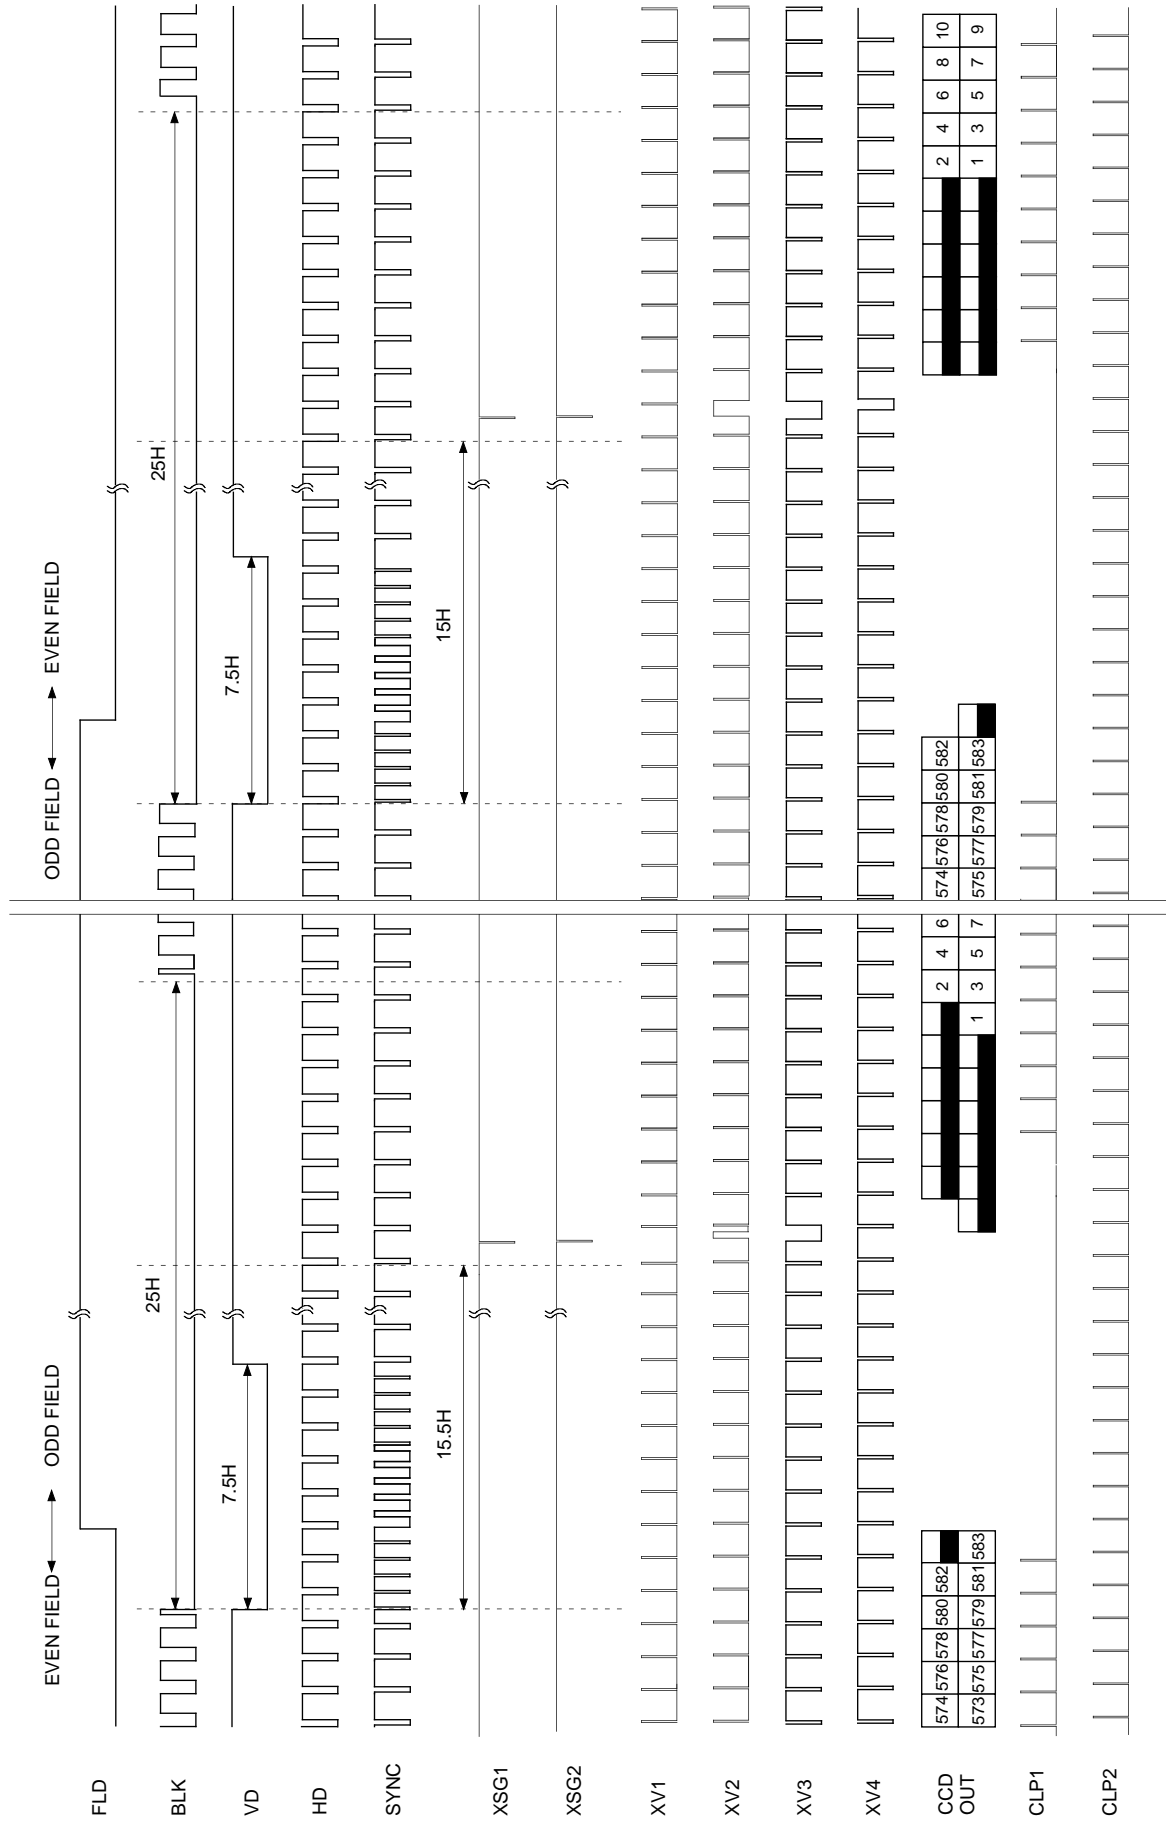 EVEN FIELD ODD FIELD ODD FIELD EVEN FIELD
FLD
25H 25H
BLK
7.5H 7.5H
VD
HD
SYNC
15.5H 15H
XSG1
XSG2
XV1
XV2
XV3
XV4
CCD 574 576 578 580 582 2 4 6 574 576 578 580 582 2 4 6 8 10
OUT 573 575 577 579 581 583 1 3 5 7 575 577 579 581 583 1 3 5 7 9
CLP1
CLP2